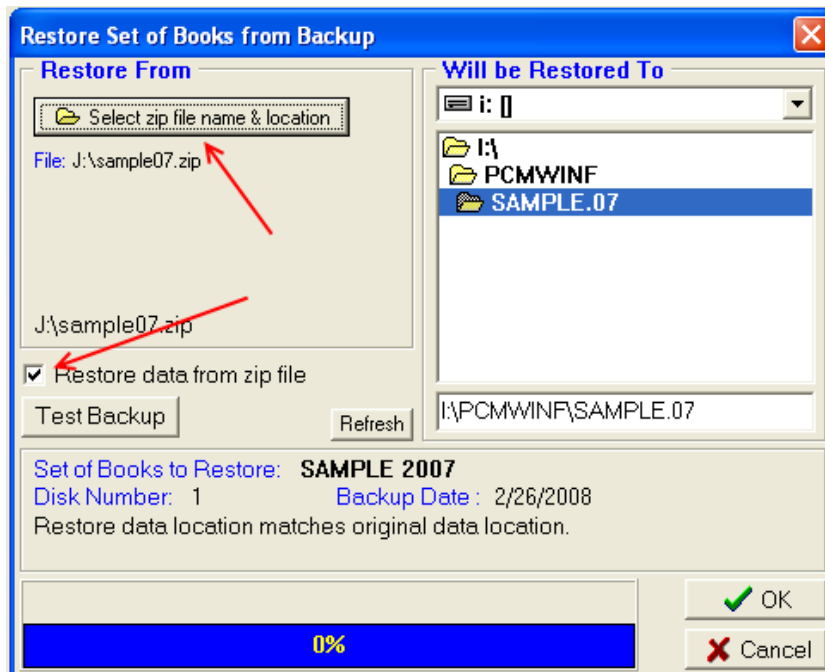 Restore Set of Books from Backup
Restore From
Select zip file name & location
File: J:\sample07.zip
J:\sample07.zip
Restore data from zip file
Test Backup
Refresh
Will be Restored To
i: []
I:\
PCMWINF
SAMPLE.07
I:\PCMWINF\SAMPLE.07
Set of Books to Restore: SAMPLE 2007
Disk Number: 1 Backup Date : 2/26/2008
Restore data location matches original data location.
0%
OK
Cancel